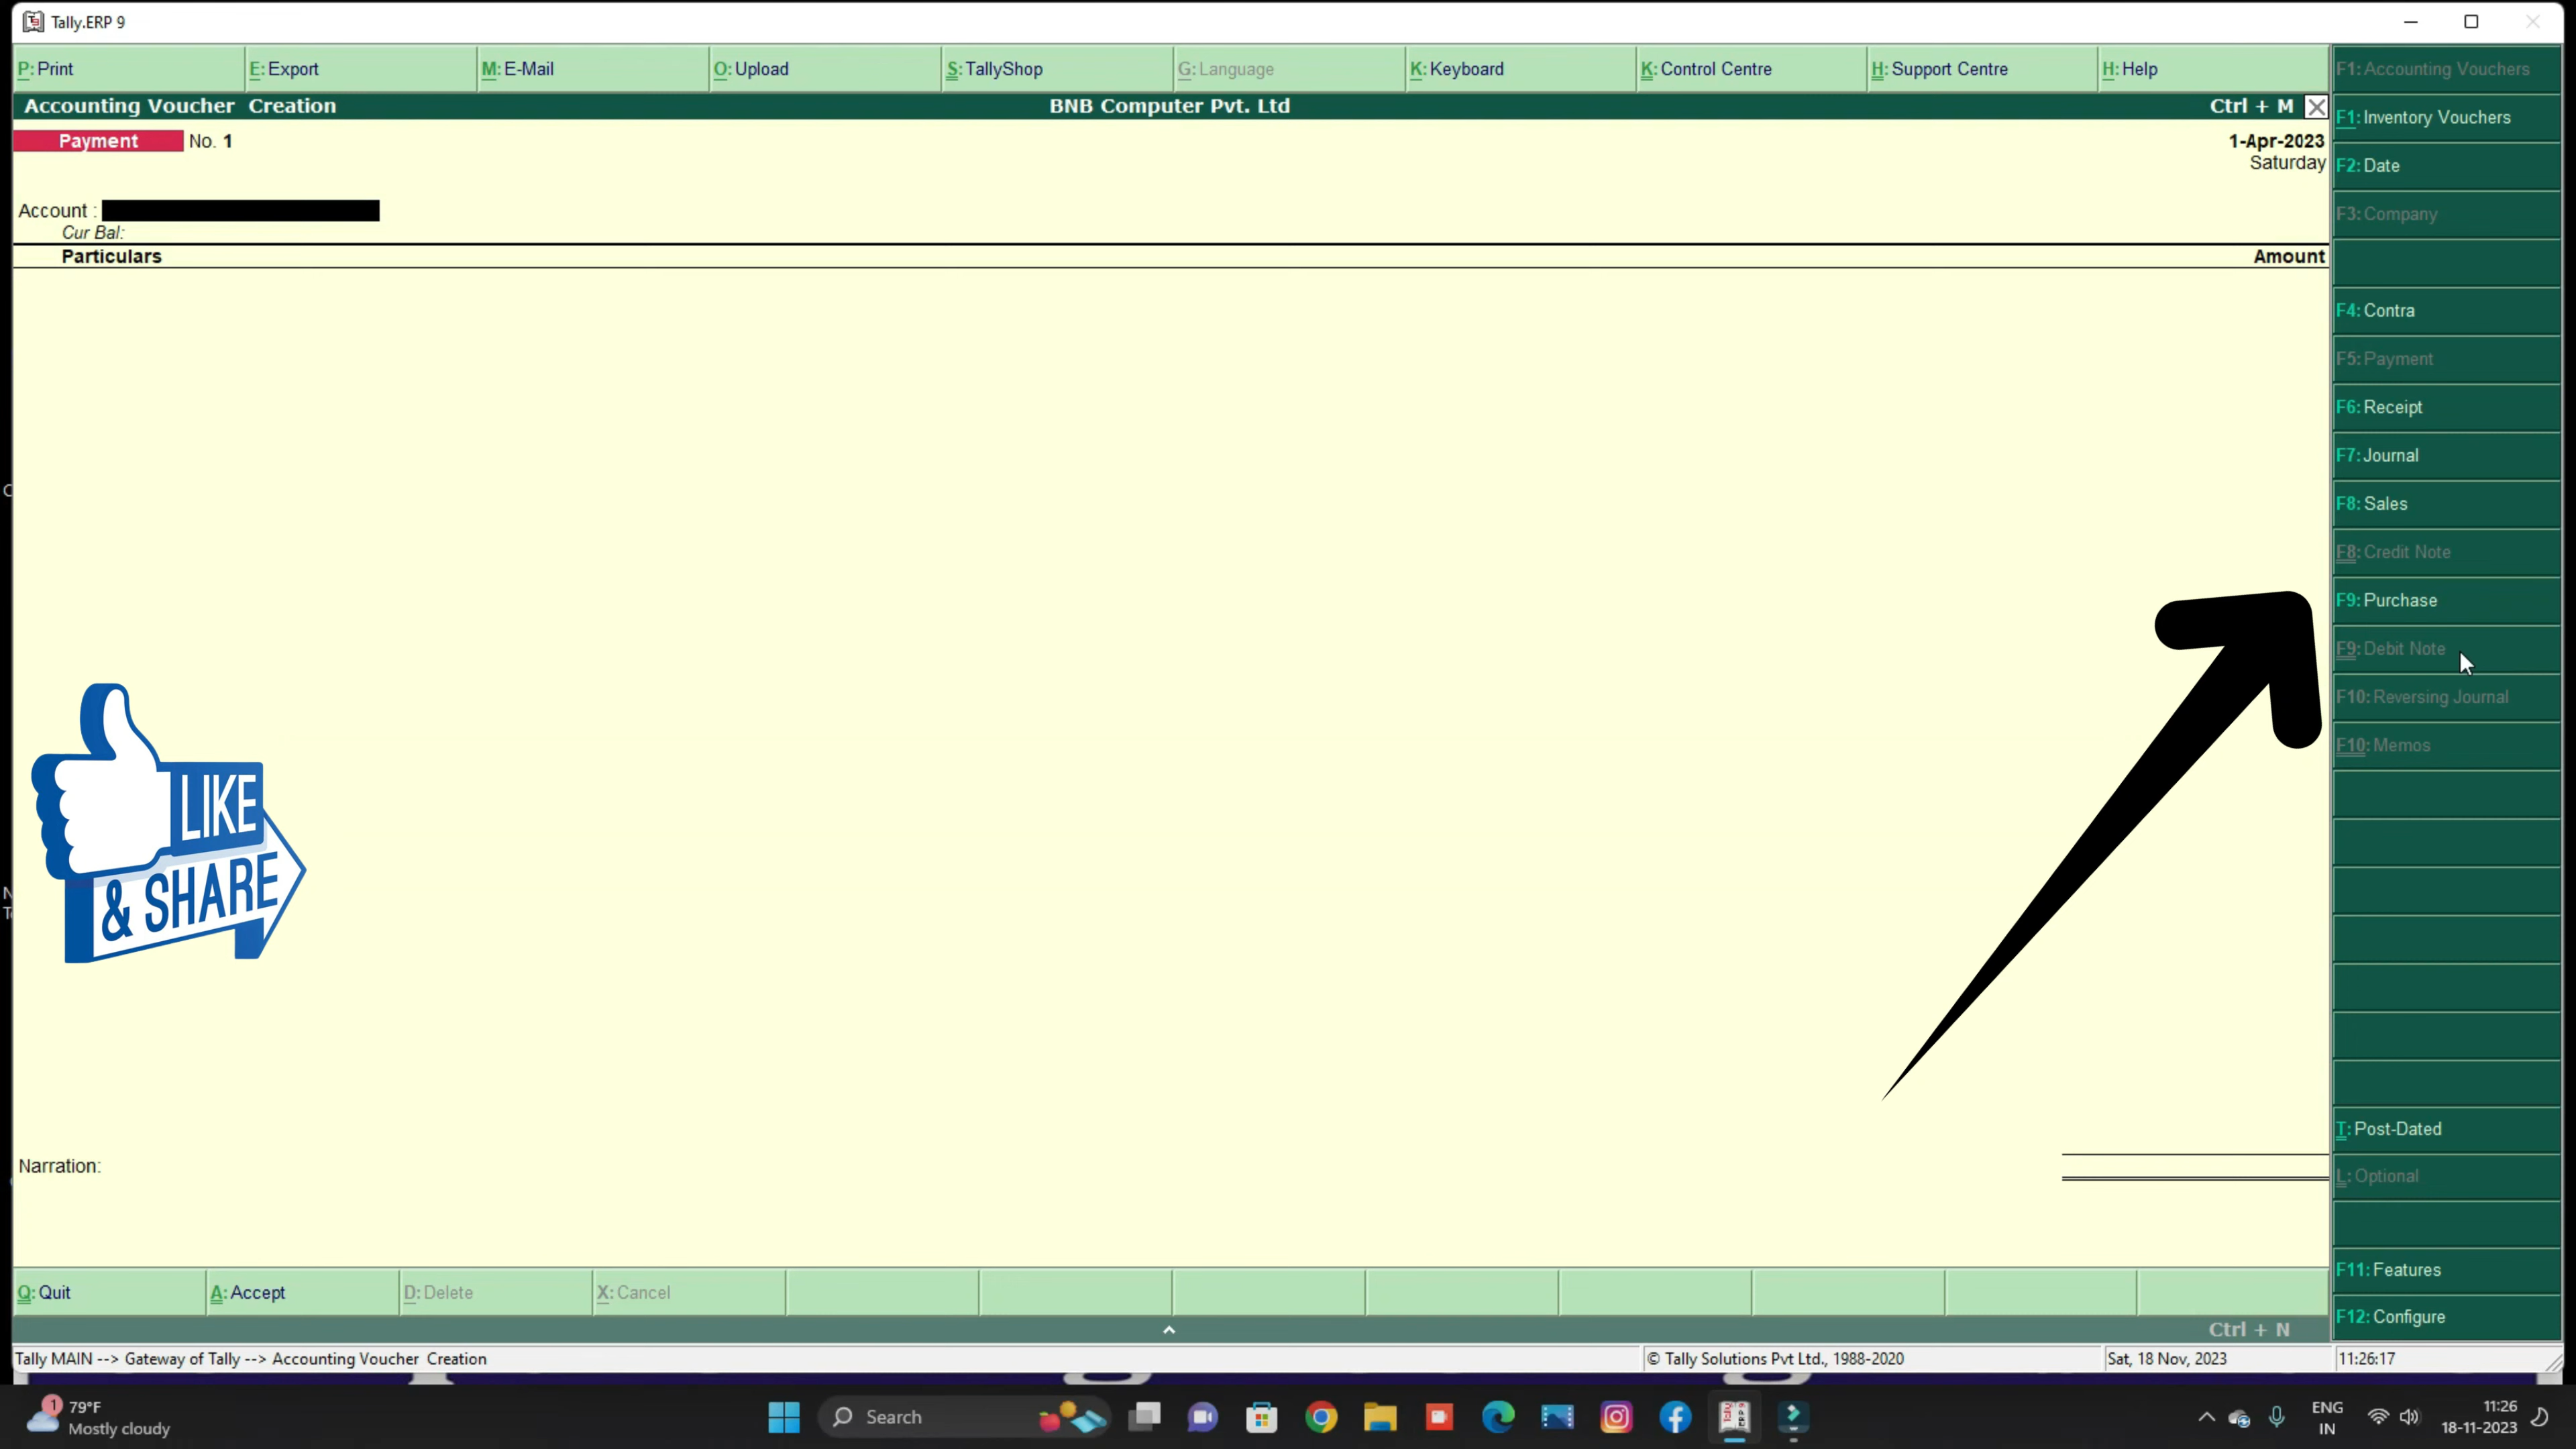 Tally.ERP 9
P: Print E: Export M: E-Mail O: Upload S: TallyShop G: Language K: Keyboard K: Control Centre H: Support Centre H: Help
Accounting Voucher Creation BNB Computer Pvt. Ltd Ctrl + M
Payment No. 1 1-Apr-2023
Saturday
Account :
Cur Bal:
Particulars Amount
F1: Accounting Vouchers
F1: Inventory Vouchers
F2: Date
F3: Company
F4: Contra
F5: Payment
F6: Receipt
F7: Journal
F8: Sales
F8: Credit Note
F9: Purchase
F9: Debit Note
F10: Reversing Journal
F10: Memos
T: Post-Dated
L: Optional
F11: Features
F12: Configure
LIKE
& SHARE
Narration:
Q: Quit A: Accept D: Delete X: Cancel
Ctrl + N
Tally MAIN --> Gateway of Tally --> Accounting Voucher Creation © Tally Solutions Pvt Ltd., 1988-2020 Sat, 18 Nov, 2023 11:26:17
1 79°F
Mostly cloudy
Search
ENG
IN
11:26
18-11-2023